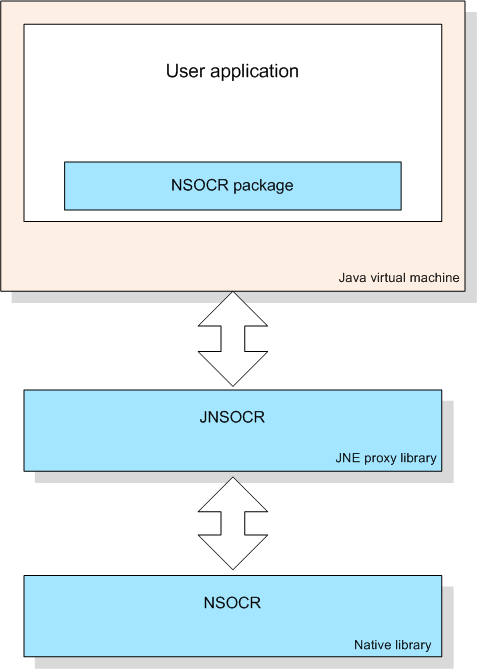 User application
NSOCR package
Java virtual machine
JNSOCR
JNE proxy library
NSOCR
Native library